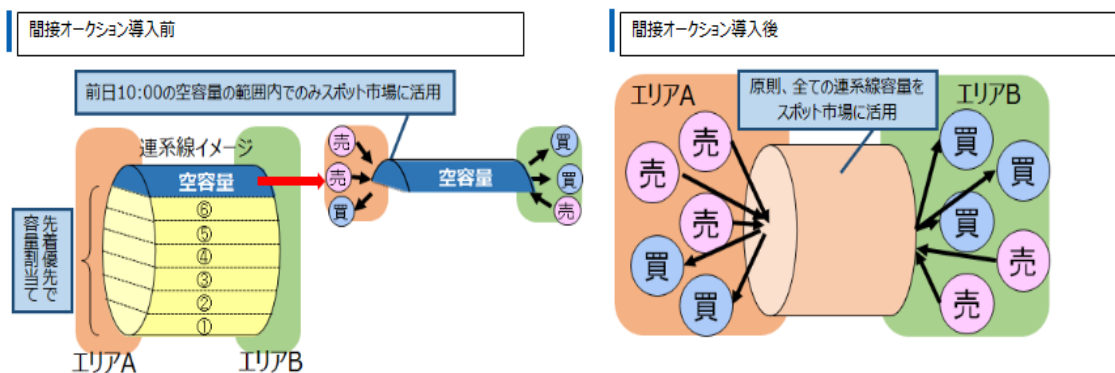 間接オークション導入前
前日10:00の空容量の範囲内でのみスポット市場に活用
連系線イメージ
空容量
⑥
⑤
④
③
②
①
先着優先で
容量割当て
エリアA
エリアB
売
売
買
空容量
買
買
売
間接オークション導入後
エリアA
原則、全ての連系線容量を
スポット市場に活用
エリアB
売
売
売
買
買
買
買
買
売
売